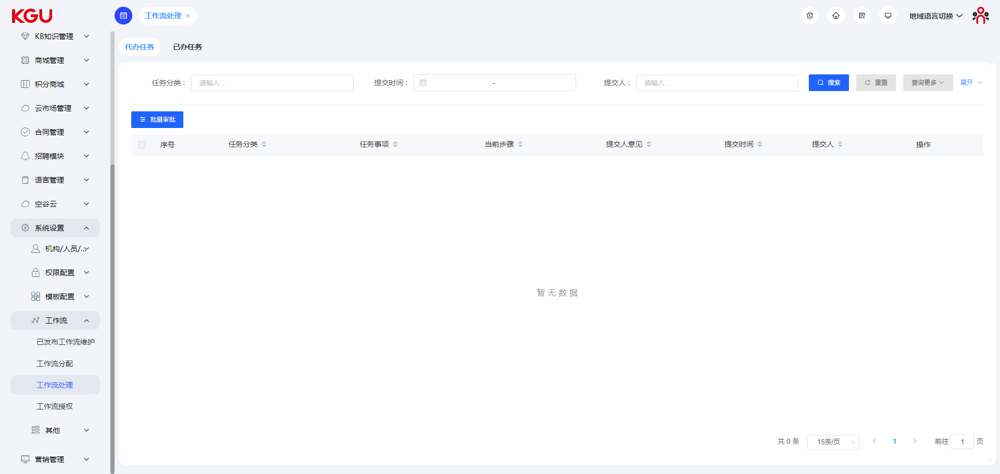 KGU
工作流处理
地域语言切换
KB知识管理
商城管理
积分商城
云市场管理
合同管理
招聘模块
语言管理
空谷云
系统设置
机构/人员/...
权限配置
模板配置
工作流
已发布工作流维护
工作流分配
工作流处理
工作流授权
其他
营销管理
代办任务 已办任务
任务分类： 请输入... 提交时间： - 提交人： 请输入... 搜索 重置 查询更多 展开
批量审批
序号 任务分类 任务事项 当前步骤 提交人意见 提交时间 提交人 操作
暂无数据
共 0 条 15条/页 1 前往 1 页